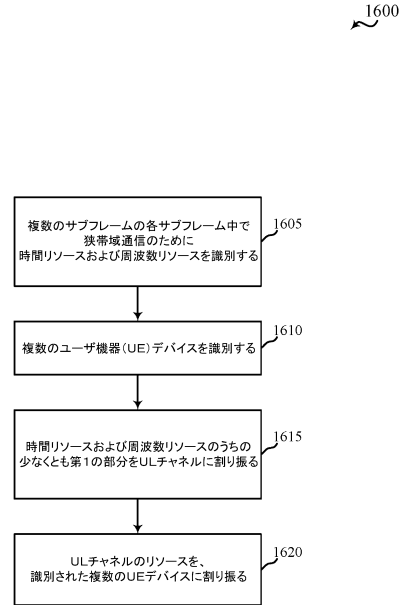 1600
複数のサブフレームの各サブフレーム中で
狭帯域通信のために
時間リソースおよび周波数リソースを識別する
1605
複数のユーザ機器(UE)デバイスを識別する
1610
時間リソースおよび周波数リソースのうちの
少なくとも第1の部分をULチャネルに割り振る
1615
ULチャネルのリソースを、
識別された複数のUEデバイスに割り振る
1620